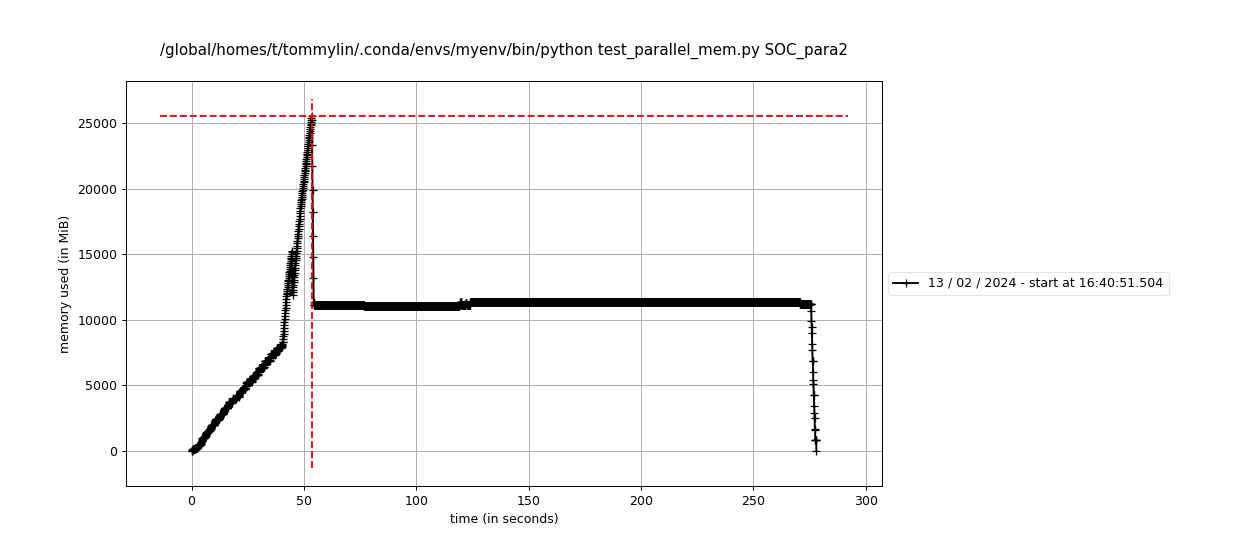 /global/homes/t/tommylin/.conda/envs/myenv/bin/python test_parallel_mem.py SOC_para2
25000
20000
15000
10000
5000
0
memory used (in MiB)
0 50 100 150 200 250 300
time (in seconds)
13 / 02 / 2024 - start at 16:40:51.504